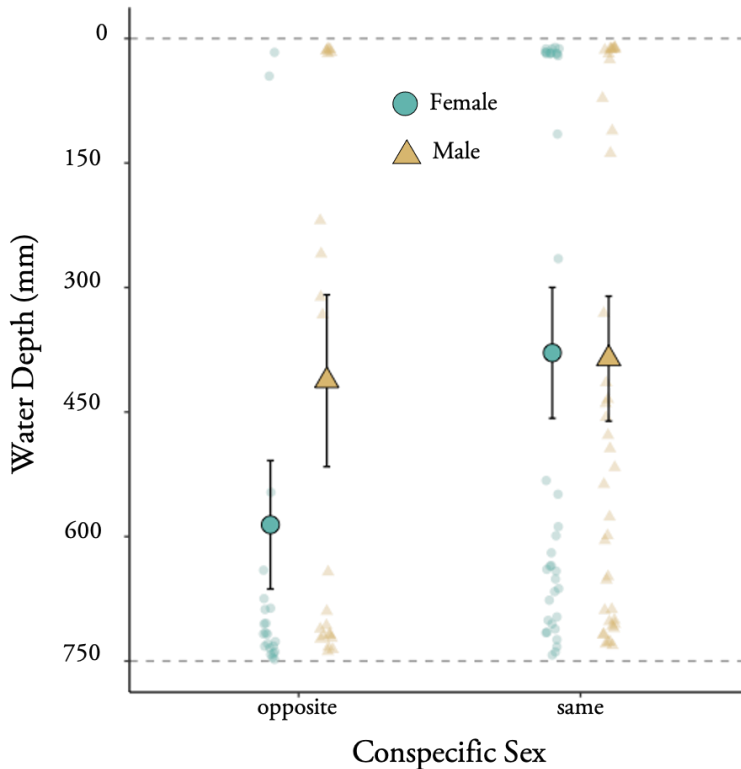 0
Female
Male
150
300
450
600
750
Water Depth (mm)
opposite
same
Conspecific Sex